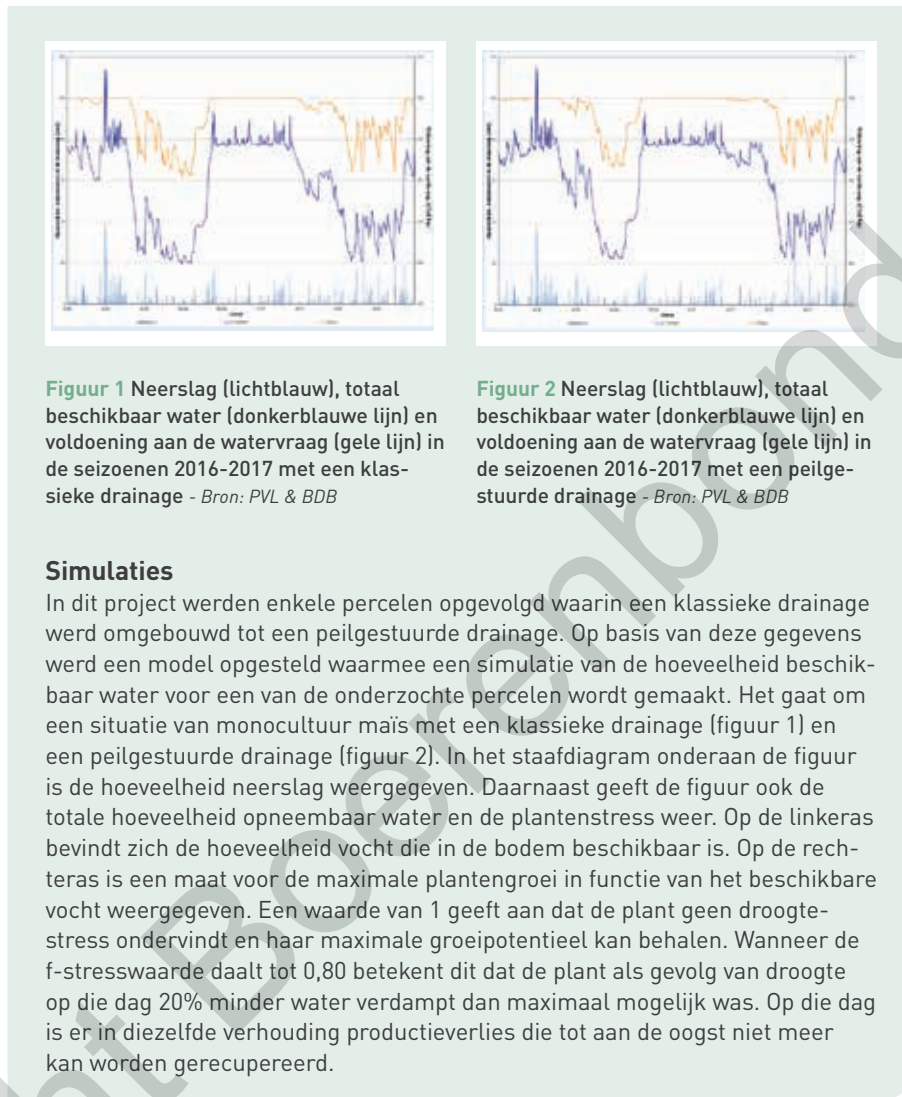 Figuur 1 Neerslag (lichtblauw), totaal
beschikbaar water (donkerblauwe lijn) en
voldoening aan de watervraag (gele lijn) in
de seizoenen 2016-2017 met een klas-
sieke drainage - Bron: PVL & BDB
Figuur 2 Neerslag (lichtblauw), totaal
beschikbaar water (donkerblauwe lijn) en
voldoening aan de watervraag (gele lijn) in
de seizoenen 2016-2017 met een peilge-
stuurde drainage - Bron: PVL & BDB
Simulaties
In dit project werden enkele percelen opgevolgd waarin een klassieke drainage
werd omgebouwd tot een peilgestuurde drainage. Op basis van deze gegevens
werd een model opgesteld waarmee een simulatie van de hoeveelheid beschik-
baar water voor een van de onderzochte percelen wordt gemaakt. Het gaat om
een situatie van monocultuur maïs met een klassieke drainage (figuur 1) en
een peilgestuurde drainage (figuur 2). In het staafdiagram onderaan de figuur
is de hoeveelheid neerslag weergegeven. Daarnaast geeft de figuur ook de
totale hoeveelheid opneembaar water en de plantenstress weer. Op de linkeras
bevindt zich de hoeveelheid vocht die in de bodem beschikbaar is. Op de rech-
teras is een maat voor de maximale plantengroei in functie van het beschikbare
vocht weergegeven. Een waarde van 1 geeft aan dat de plant geen droogte-
stress ondervindt en haar maximale groeipotentieel kan behalen. Wanneer de
f-stresswaarde daalt tot 0,80 betekent dit dat de plant als gevolg van droogte
op die dag 20% minder water verdampt dan maximaal mogelijk was. Op die dag
is er in diezelfde verhouding productieverlies die tot aan de oogst niet meer
kan worden gerecupereerd.
ht Boerenbond